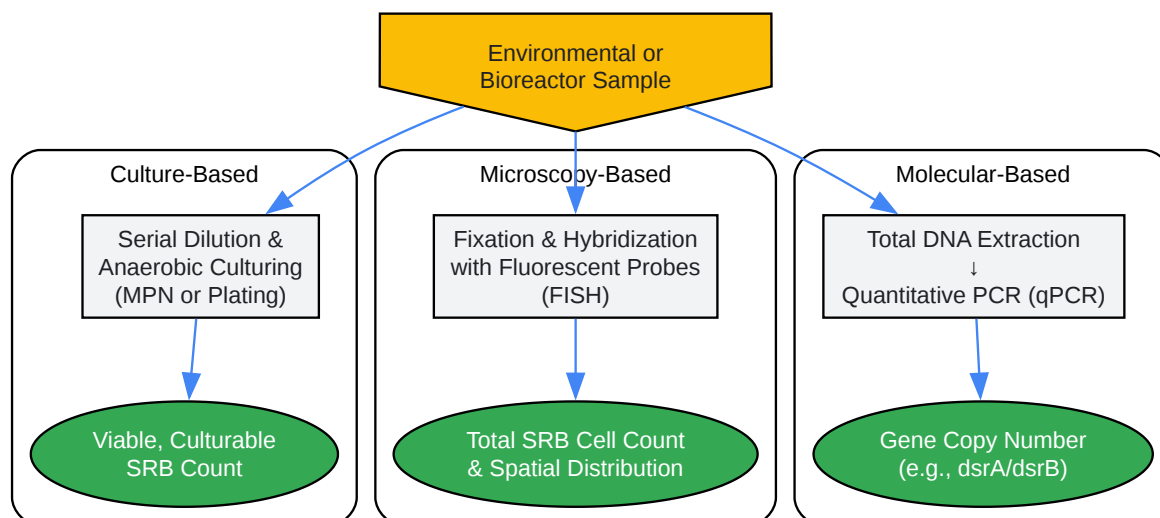 Environmental or
Bioreactor Sample
Culture-Based
Serial Dilution &
Anaerobic Culturing
(MPN or Plating)
Viable, Culturable
SRB Count
Microscopy-Based
Fixation & Hybridization
with Fluorescent Probes
(FISH)
Total SRB Cell Count
& Spatial Distribution
Molecular-Based
Total DNA Extraction
↓
Quantitative PCR (qPCR)
Gene Copy Number
(e.g., dsrA/dsrB)